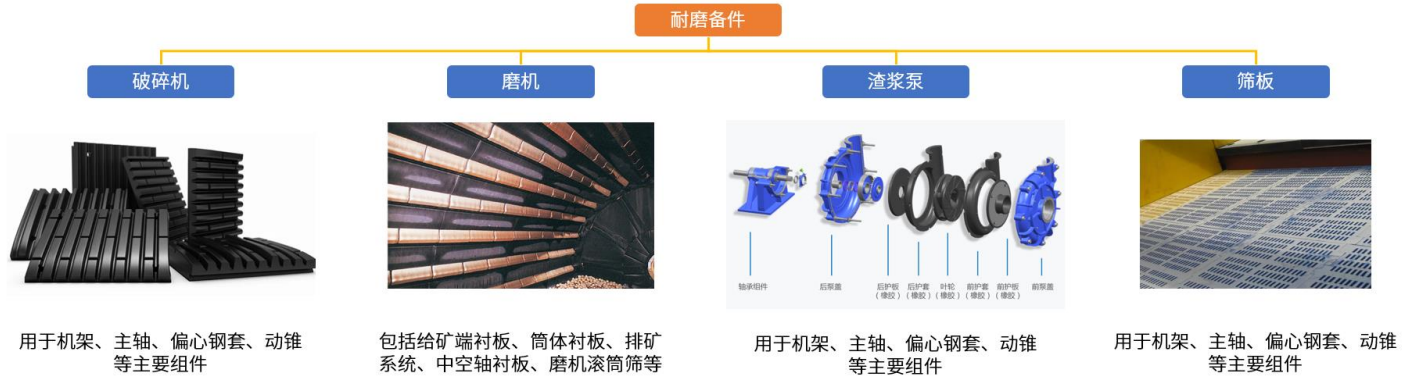 耐磨备件
破碎机
磨机
渣浆泵
筛板
轴承组件
后泵盖
后护板
(橡胶)
后护套
(橡胶)
叶轮
(橡胶)
前护套
(橡胶)
前护板
(橡胶)
前泵盖
用于机架、主轴、偏心钢套、动锥
等主要组件
包括给矿端衬板、筒体衬板、排矿
系统、中空轴衬板、磨机滚筒筛等
用于机架、主轴、偏心钢套、动锥
等主要组件
用于机架、主轴、偏心钢套、动锥
等主要组件